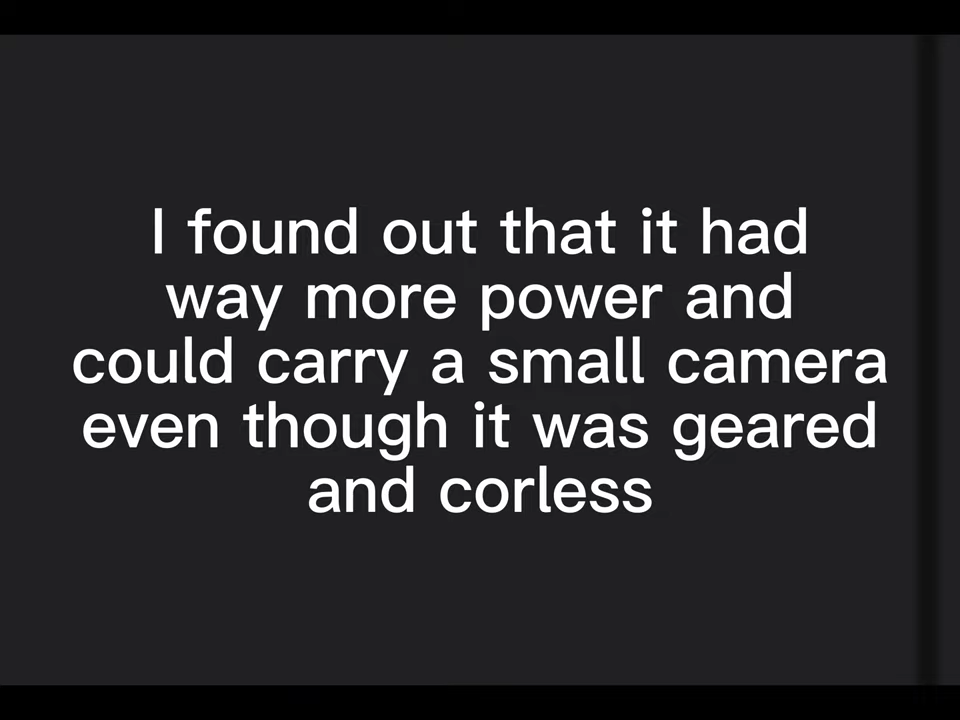 I found out that it had
way more power and
could carry a small camera
even though it was geared
and corless